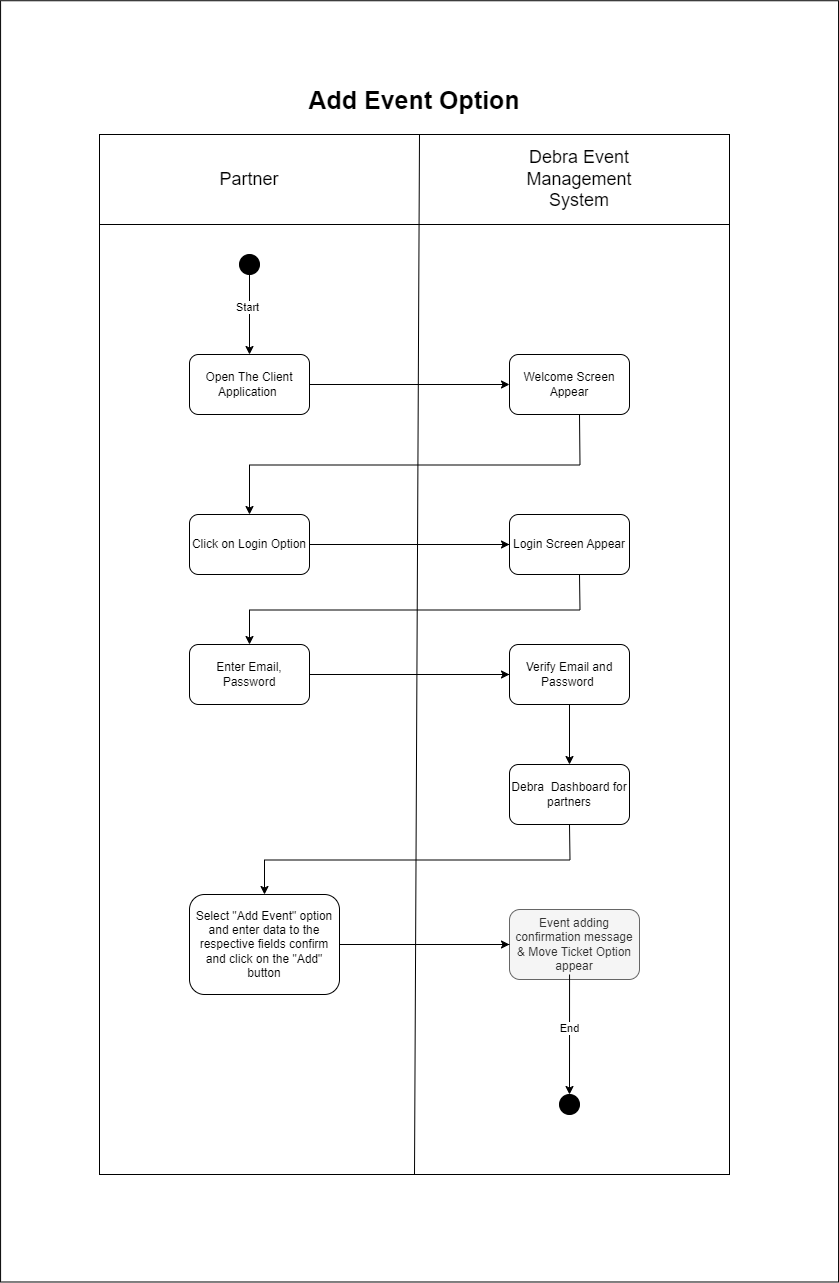 Add Event Option
Partner
Debra Event
Management
System
Start
Open The Client
Application
Welcome Screen
Appear
Click on Login Option
Login Screen Appear
Enter Email,
Password
Verify Email and
Password
Debra  Dashboard for
partners
Select "Add Event" option
and enter data to the
respective fields confirm
and click on the "Add"
button
Event adding
confirmation message
& Move Ticket Option
appear
End